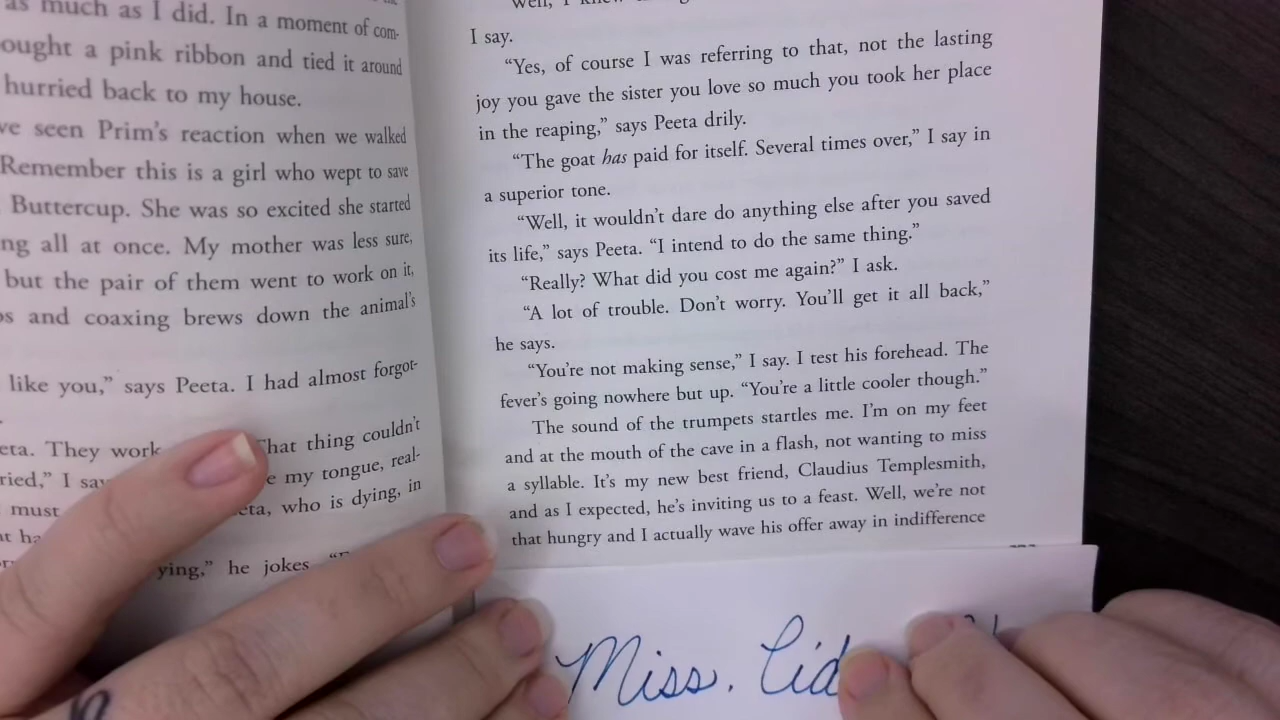 as much as I did. In a moment of com-
ought a pink ribbon and tied it around
hurried back to my house.
ve seen Prim's reaction when we walked
Remember this is a girl who wept to save
Buttercup. She was so excited she started
ng all at once. My mother was less sure,
but the pair of them went to work on it,
os and coaxing brews down the animal's
like you,” says Peeta. I had almost forgot-
eta. They work That thing couldn't
ried,” I say e my tongue, real-
must eta, who is dying, in
ying,” he jokes
I say.
“Yes, of course I was referring to that, not the lasting
joy you gave the sister you love so much you took her place
in the reaping,” says Peeta drily.
“The goat has paid for itself. Several times over,” I say in
a superior tone.
“Well, it wouldn't dare do anything else after you saved
its life,” says Peeta. “I intend to do the same thing.”
“Really? What did you cost me again?” I ask.
“A lot of trouble. Don't worry. You'll get it all back,”
he says.
“You're not making sense,” I say. I test his forehead. The
fever's going nowhere but up. “You're a little cooler though.”
The sound of the trumpets startles me. I'm on my feet
and at the mouth of the cave in a flash, not wanting to miss
a syllable. It's my new best friend, Claudius Templesmith,
and as I expected, he's inviting us to a feast. Well, we're not
that hungry and I actually wave his offer away in indifference
Miss.